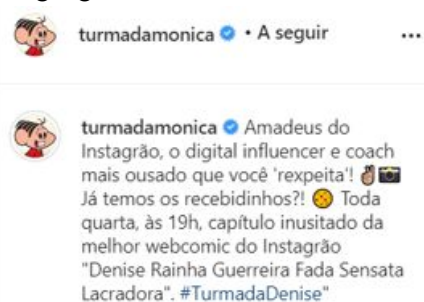 turmadamonica • A seguir ...
turmadamonica Amadeus do
Instagrão, o digital influencer e coach
mais ousado que você 'rexpeita'! ✌️📷
Já temos os recebidinhos?! 🍪 Toda
quarta, às 19h, capítulo inusitado da
melhor webcomic do Instagrão
"Denise Rainha Guerreira Fada Sensata
Lacradora". #TurmadaDenise"